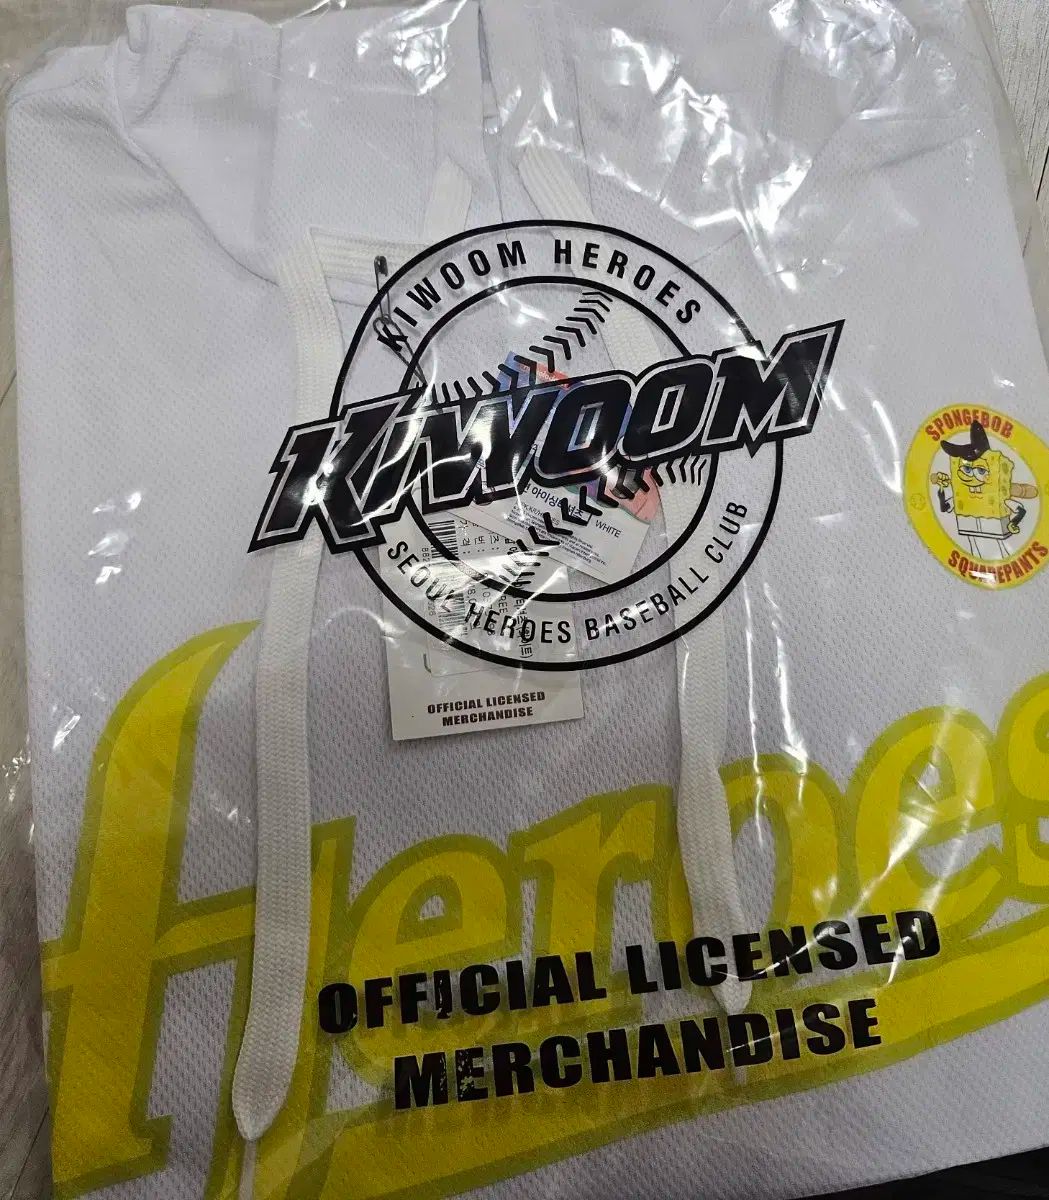 KIWOOM HEROES
KIWOOM
SPONGEBOB
SQUAREPANTS
WHITE
SEOUL HEROES BASEBALL CLUB
OFFICIAL LICENSED
MERCHANDISE
Heroes
OFFICIAL LICENSED
MERCHANDISE